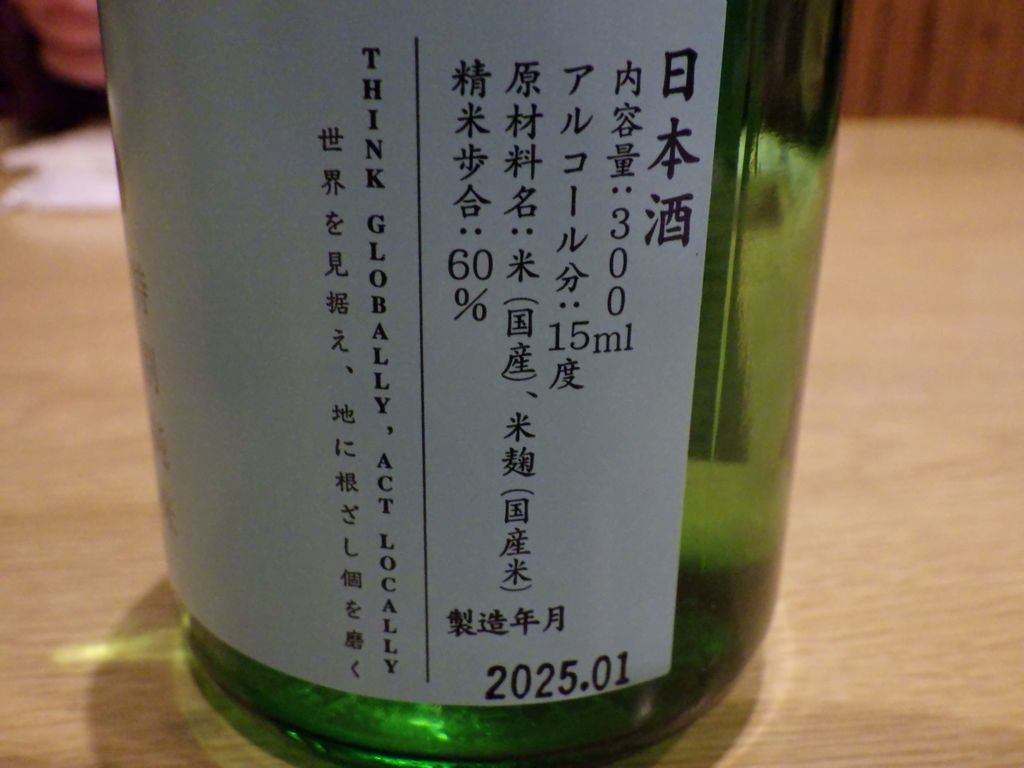 日本酒
内容量：300ml
アルコール分：15度
原材料名：米（国産）、米麹（国産米）
精米歩合：60%
製造年月
2025.01
THINK GLOBALLY, ACT LOCALLY
世界を見据え、地に根ざし個を磨く